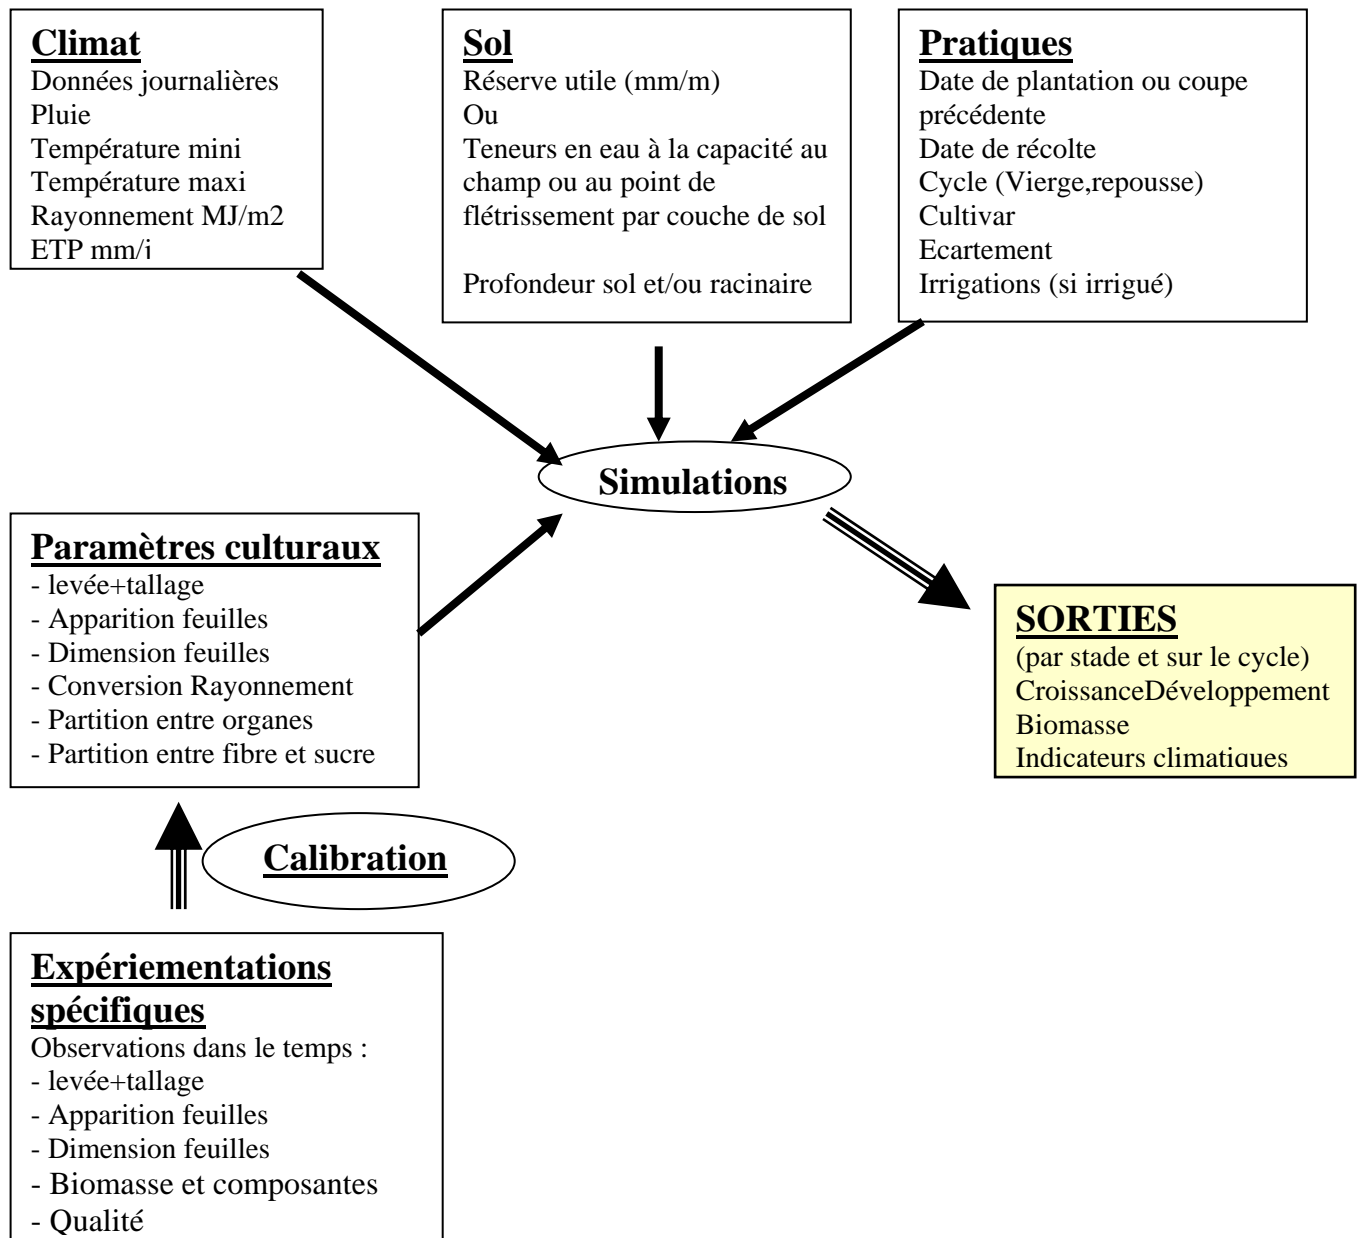 Climat
Données journalières
Pluie
Température mini
Température maxi
Rayonnement MJ/m2
ETP mm/j
Sol
Réserve utile (mm/m)
Ou
Teneurs en eau à la capacité au
champ ou au point de
flétrissement par couche de sol
Profondeur sol et/ou racinaire
Pratiques
Date de plantation ou coupe
précédente
Date de récolte
Cycle (Vierge,repousse)
Cultivar
Ecartement
Irrigations (si irrigué)
Simulations
Paramètres culturaux
- levée+tallage
- Apparition feuilles
- Dimension feuilles
- Conversion Rayonnement
- Partition entre organes
- Partition entre fibre et sucre
SORTIES
(par stade et sur le cycle)
CroissanceDéveloppement
Biomasse
Indicateurs climatiques
Calibration
Expériementations
spécifiques
Observations dans le temps :
- levée+tallage
- Apparition feuilles
- Dimension feuilles
- Biomasse et composantes
- Qualité